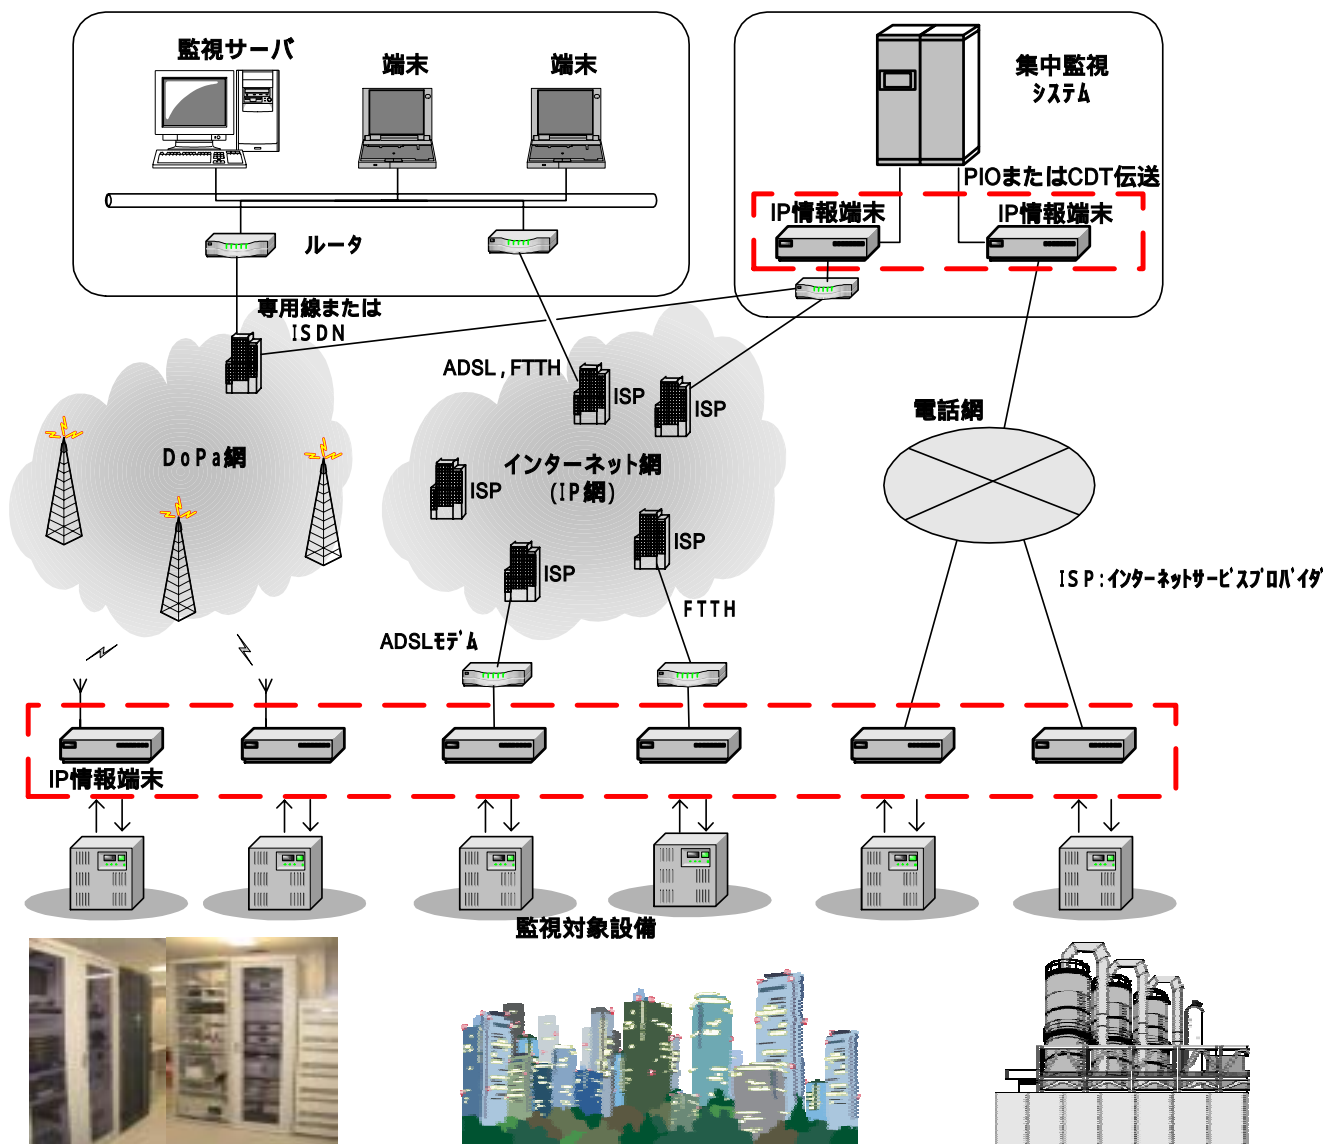 監視サーバ
端末
端末
集中監視
システム
PIOまたはCDT伝送
IP情報端末
IP情報端末
ルータ
専用線または
ISDN
ADSL,FTTH
ISP
ISP
電話網
DoPa網
インターネット網
(IP網)
ISP
ISP
ISP
ISP:インターネットサービスプロバイダ
FTTH
ADSLモデム
IP情報端末
監視対象設備